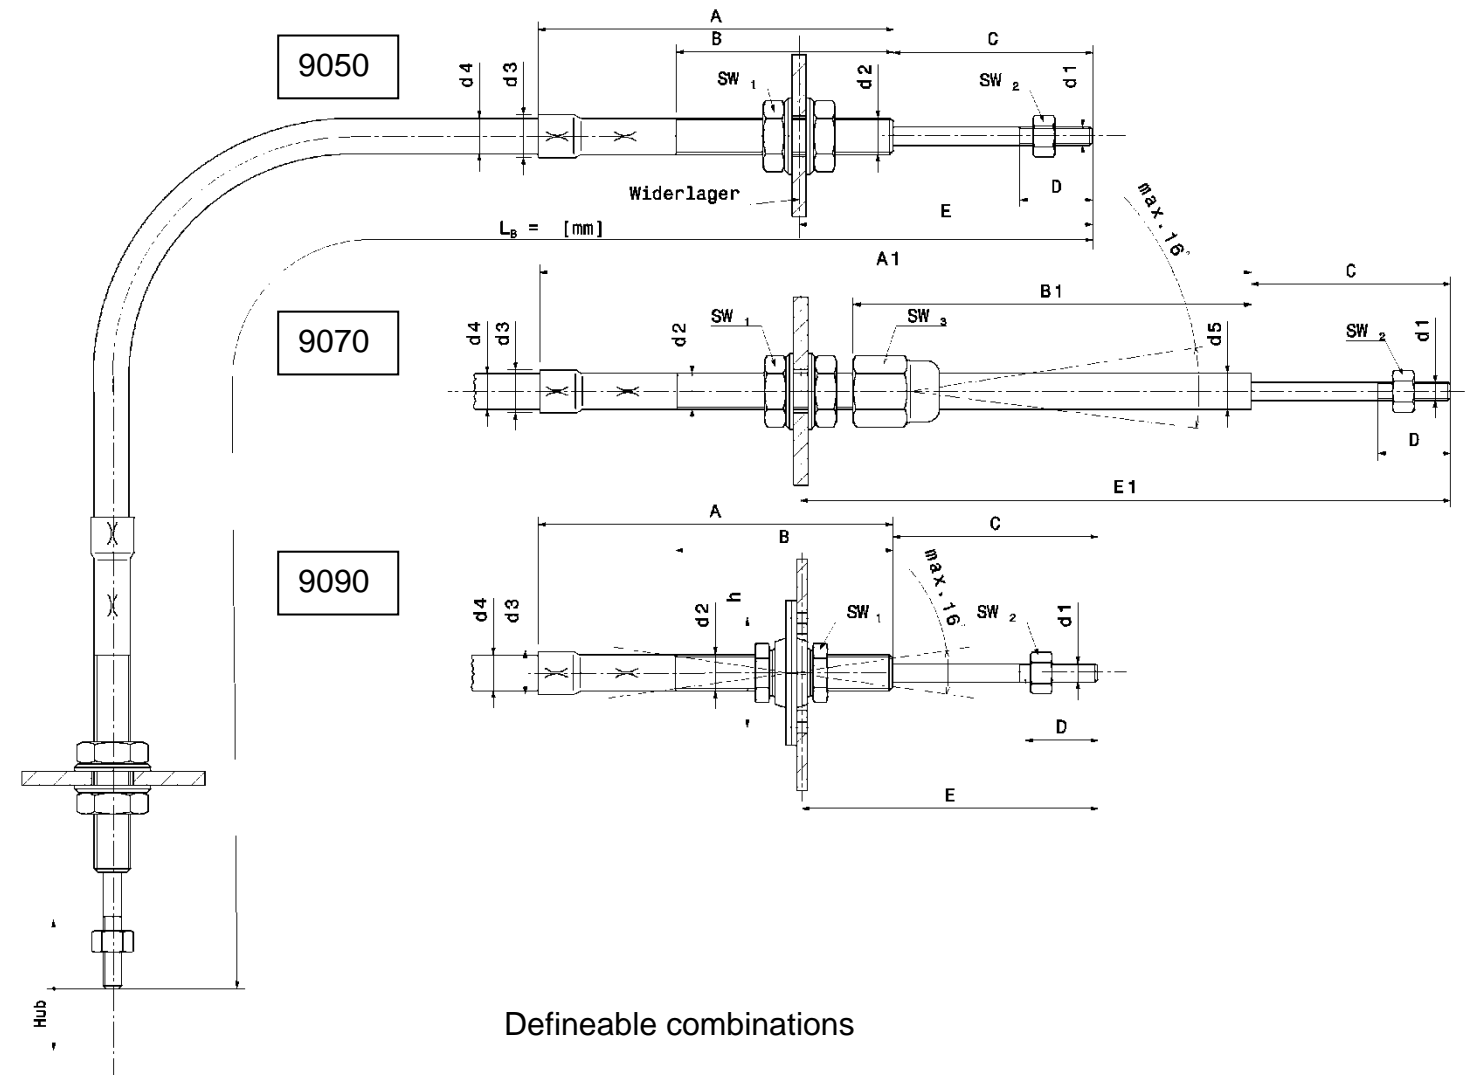 A
B
C
9050
d4
d3
SW 1
d2
SW 2
d1
Widerlager
D
E
max. 16°
LB = [mm]
A1
C
B1
9070
d4
d3
SW 1
d2
SW 3
d5
SW 2
d1
D
E1
A
C
B
9090
d4
d3
d2
h
SW 1
max. 16°
SW 2
d1
D
E
Hub
Defineable combinations